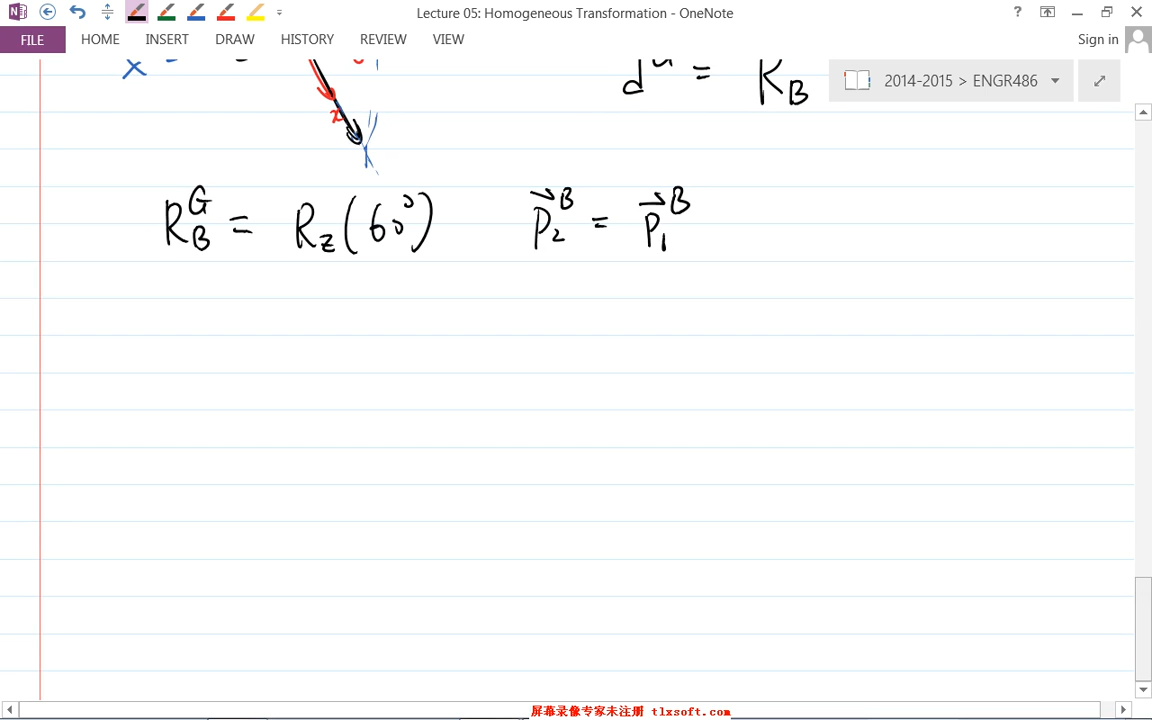 Lecture 05: Homogeneous Transformation - OneNote
FILE HOME INSERT DRAW HISTORY REVIEW VIEW
Sign in
2014-2015 > ENGR486
R_B^G = R_z(60°) P⃗_2^B = P⃗_1^B
屏幕录像专家未注册 tlxsoft.com